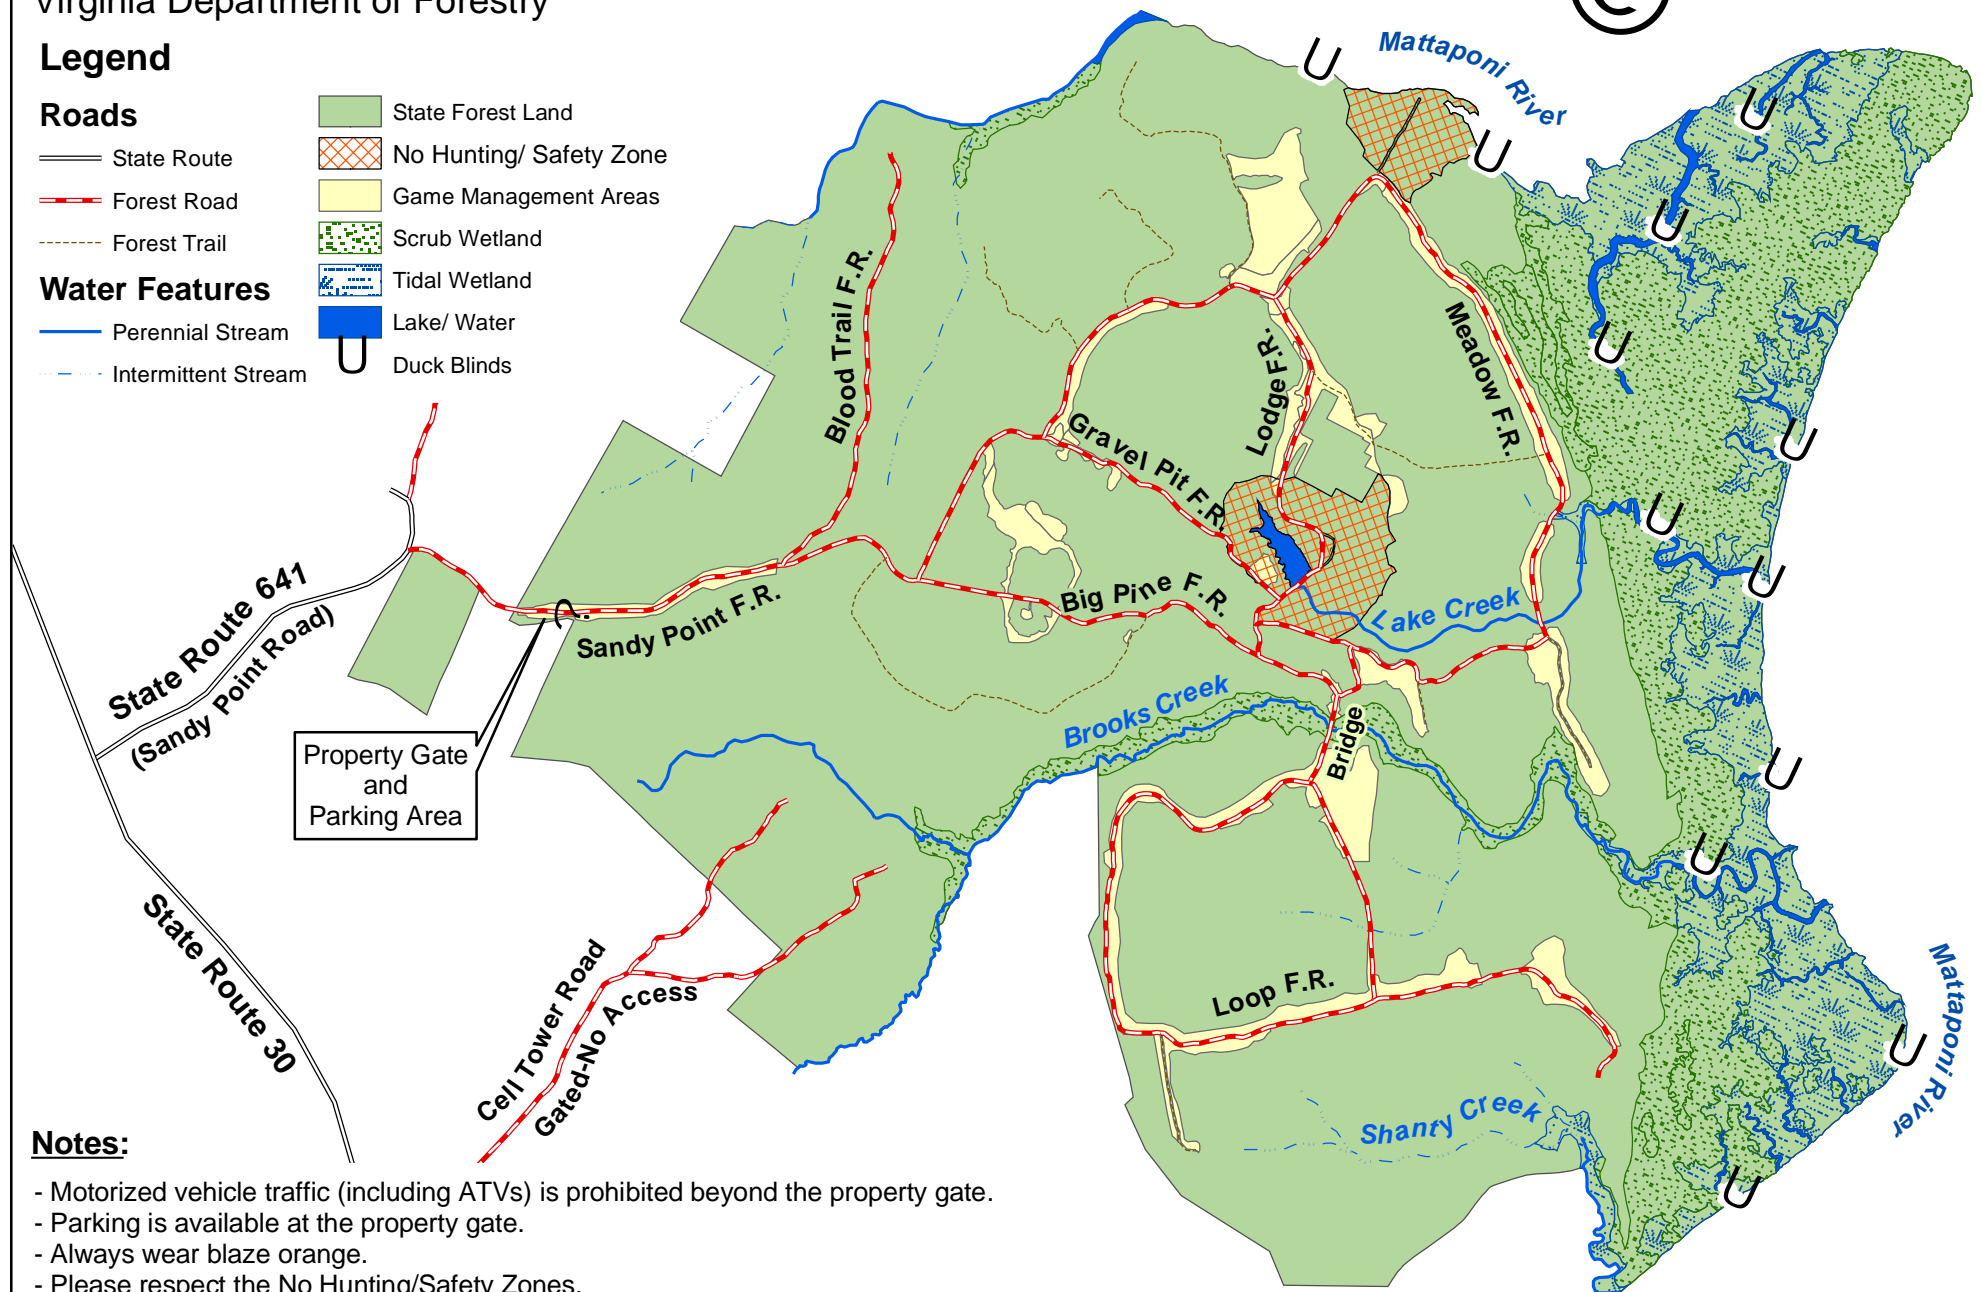 Virginia Department of Forestry
Legend
Roads
State Route
Forest Road
Forest Trail
Water Features
Perennial Stream
Intermittent Stream
State Forest Land
No Hunting/ Safety Zone
Game Management Areas
Scrub Wetland
Tidal Wetland
Lake/ Water
Duck Blinds
Mattaponi River
Blood Trail F.R.
Lodge F.R.
Meadow F.R.
Gravel Pit F.R.
Big Pine F.R.
Lake Creek
Sandy Point F.R.
State Route 641
(Sandy Point Road)
Brooks Creek
Bridge
Property Gate
and
Parking Area
State Route 30
Cell Tower Road
Gated-No Access
Loop F.R.
Shanty Creek
Mattaponi River
Notes:
- Motorized vehicle traffic (including ATVs) is prohibited beyond the property gate.
- Parking is available at the property gate.
- Always wear blaze orange.
- Please respect the No Hunting/Safety Zones.